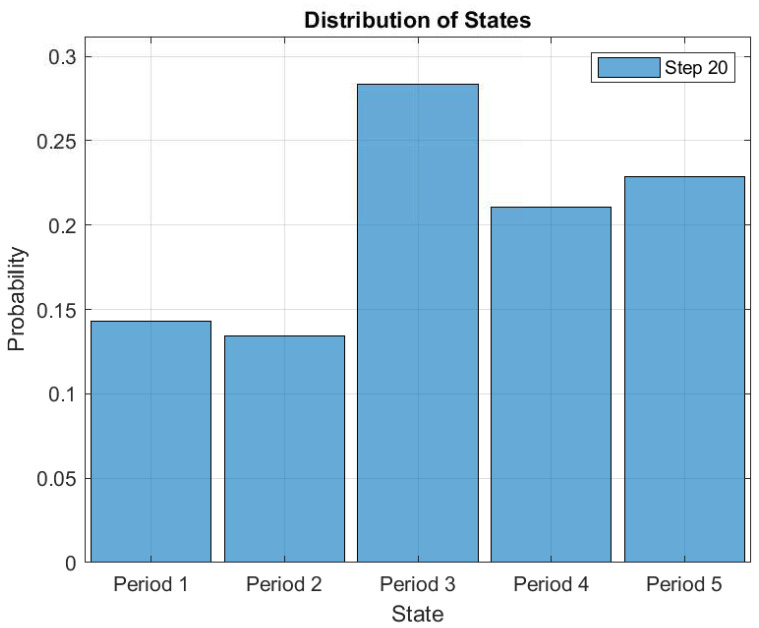 Distribution of States
Step 20
0.3
0.25
0.2
0.15
0.1
0.05
0
Probability
Period 1
Period 2
Period 3
Period 4
Period 5
State